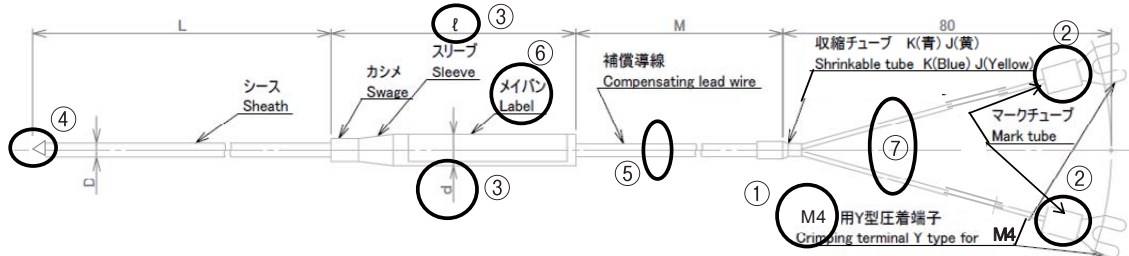 L
ℓ
③
M
80
②
スリーブ
Sleeve
⑥
カシメ
Swage
メイバン
Label
補償導線
Compensating lead wire
収縮チューブ K(青) J(黄)
Shrinkable tube K(Blue) J(Yellow)
シース
Sheath
④
マークチューブ
Mark tube
D
d
③
⑤
⑦
①
②
M4 用Y型圧着端子
Crimping terminal Y type for M4